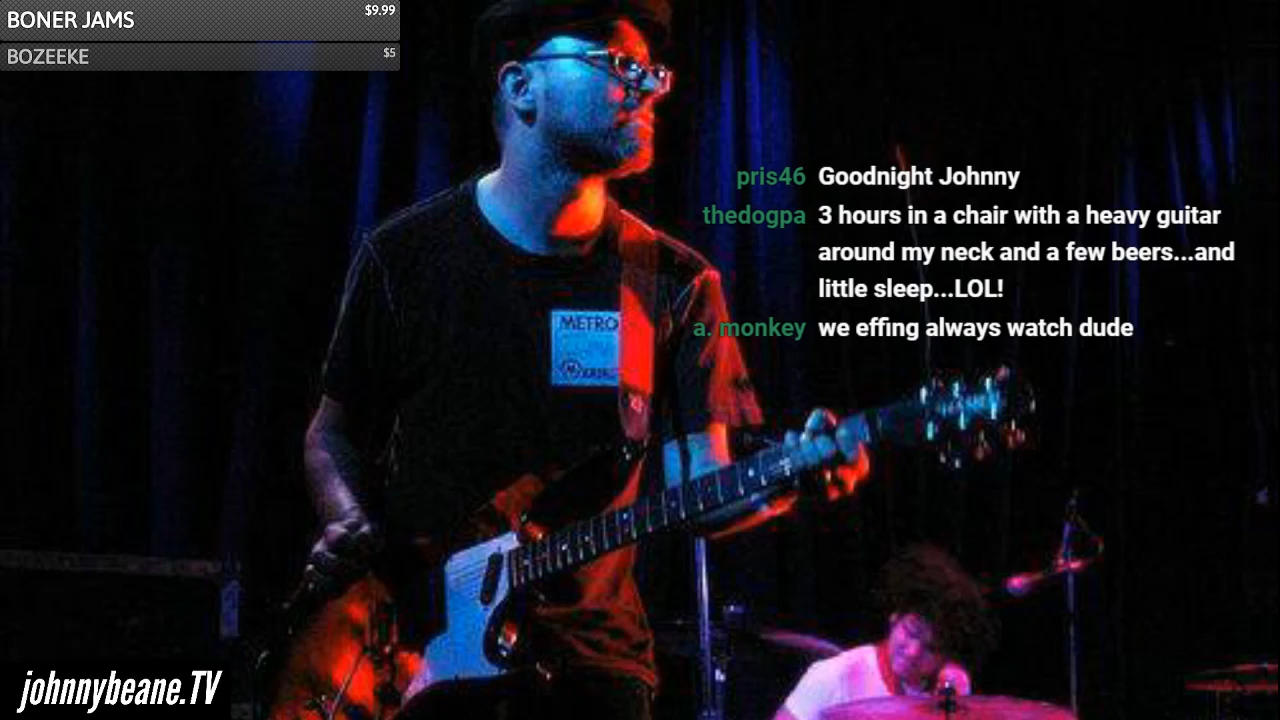 BONER JAMS $9.99
BOZEEKE $5
pris46 Goodnight Johnny
thedogpa 3 hours in a chair with a heavy guitar
around my neck and a few beers...and
little sleep...LOL!
a. monkey we effing always watch dude
METRO
johnnybeane.TV